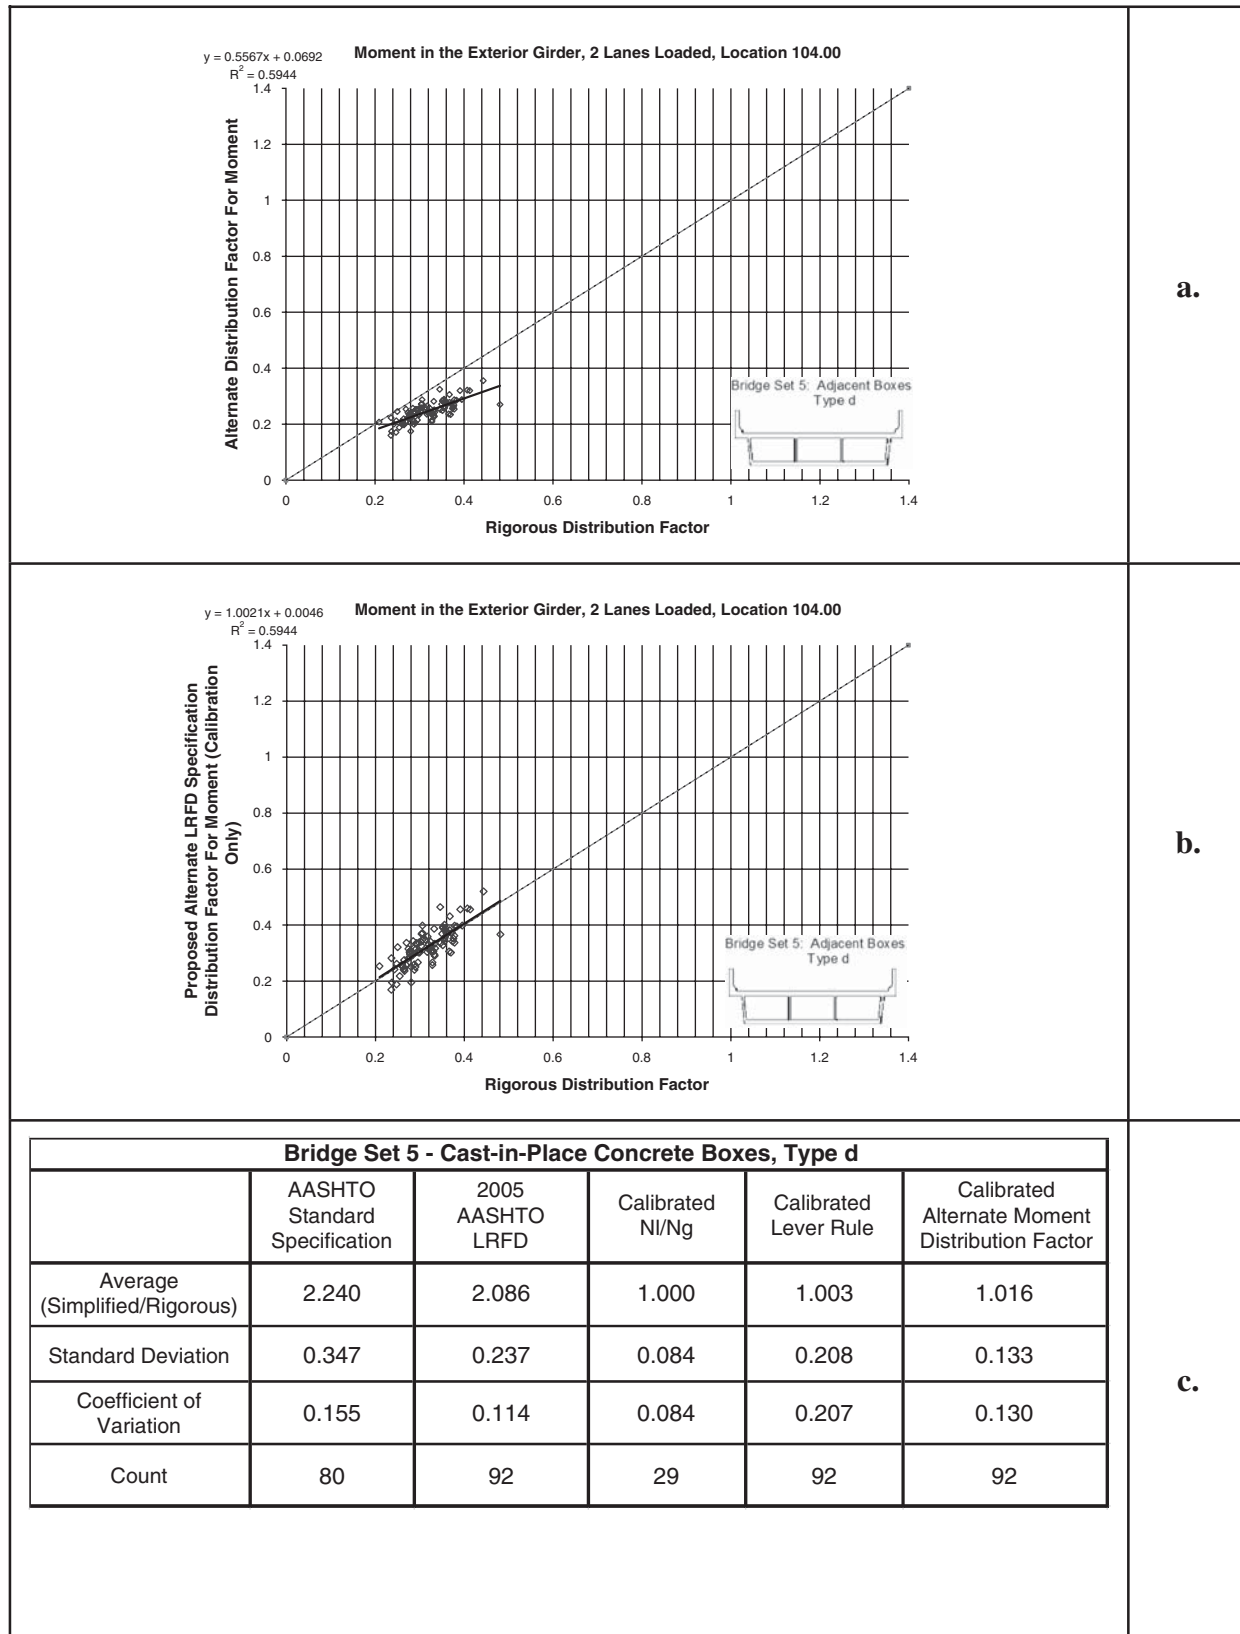 y = 0.5567x + 0.0692
R² = 0.5944
Moment in the Exterior Girder, 2 Lanes Loaded, Location 104.00
Alternate Distribution Factor For Moment
1.4
1.2
1
0.8
0.6
0.4
0.2
0
0 0.2 0.4 0.6 0.8 1 1.2 1.4
Rigorous Distribution Factor
Bridge Set 5: Adjacent Boxes
Type d
a.
y = 1.0021x + 0.0046
R² = 0.5944
Moment in the Exterior Girder, 2 Lanes Loaded, Location 104.00
Proposed Alternate LRFD Specification
Distribution Factor For Moment (Calibration
Only)
1.4
1.2
1
0.8
0.6
0.4
0.2
0
0 0.2 0.4 0.6 0.8 1 1.2 1.4
Rigorous Distribution Factor
Bridge Set 5: Adjacent Boxes
Type d
b.
Bridge Set 5 - Cast-in-Place Concrete Boxes, Type d
AASHTO
Standard
Specification
2005
AASHTO
LRFD
Calibrated
Nl/Ng
Calibrated
Lever Rule
Calibrated
Alternate Moment
Distribution Factor
Average
(Simplified/Rigorous)
2.240 2.086 1.000 1.003 1.016
Standard Deviation 0.347 0.237 0.084 0.208 0.133
Coefficient of
Variation
0.155 0.114 0.084 0.207 0.130
Count 80 92 29 92 92
c.